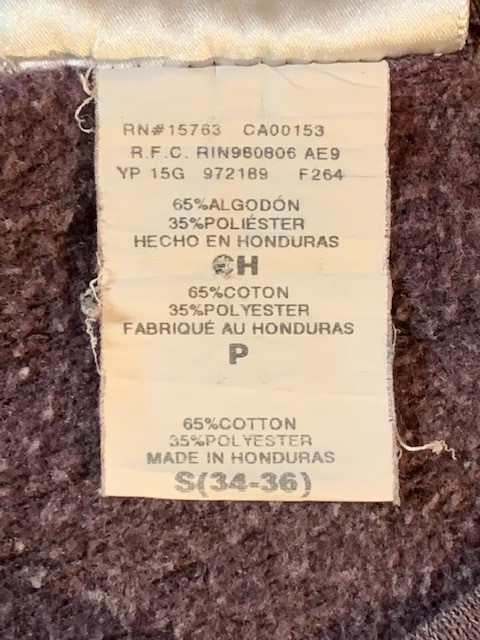 RN#15763 CA00153
R.F.C. RIN980806 AE9
YP 15G 972189 F264
65%ALGODÓN
35%POLIÉSTER
HECHO EN HONDURAS
CH
65%COTON
35%POLYESTER
FABRIQUÉ AU HONDURAS
P
65%COTTON
35%POLYESTER
MADE IN HONDURAS
S(34-36)